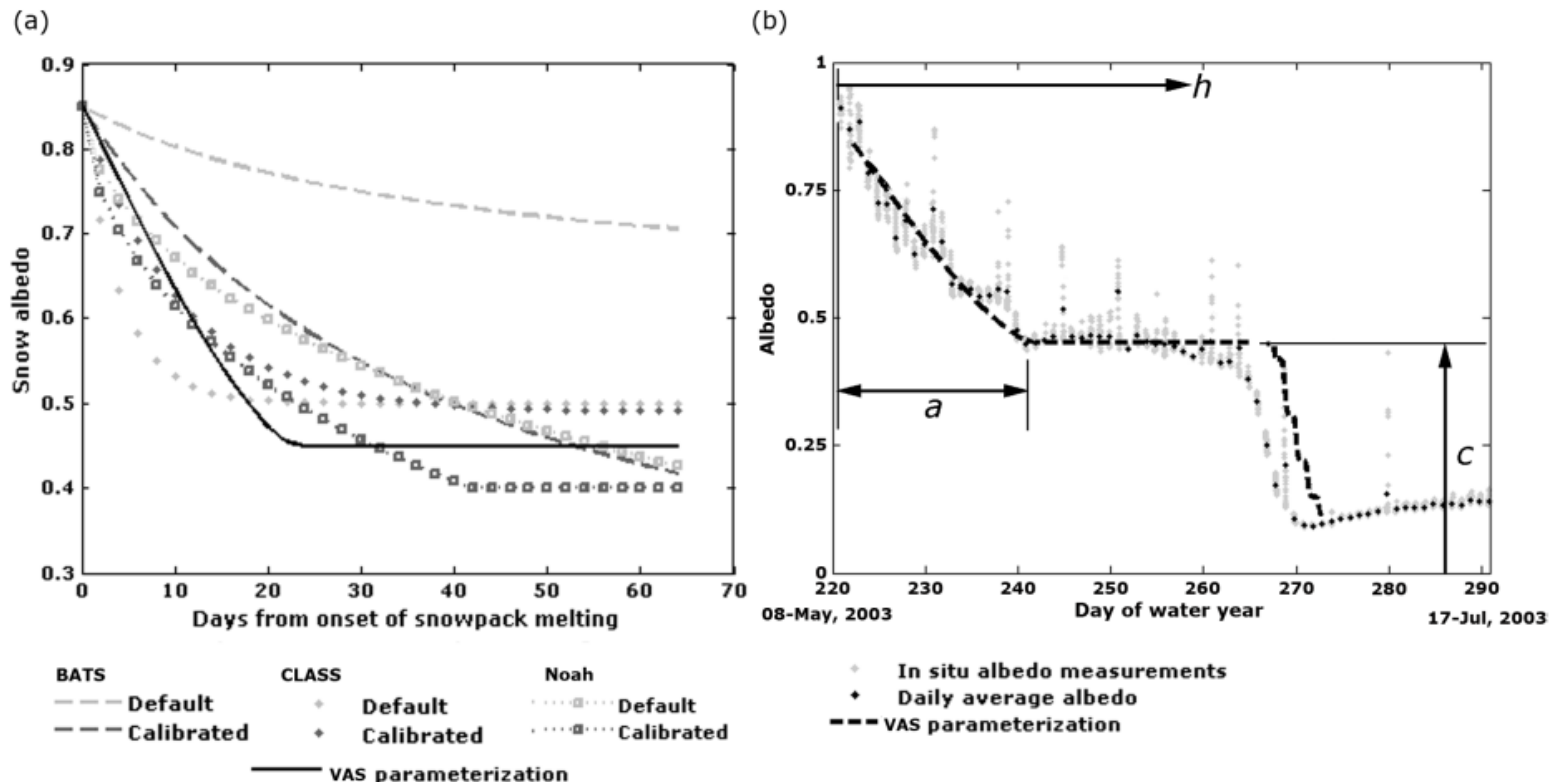 (a)
0.9
0.8
0.7
0.6
0.5
0.4
0.3
Snow albedo
0 10 20 30 40 50 60 70
Days from onset of snowpack melting
BATS CLASS Noah
Default Default Default
Calibrated Calibrated Calibrated
VAS parameterization
(b)
1
0.75
0.5
0.25
0
Albedo
h
a
c
220 230 240 250 260 270 280 290
08-May, 2003 Day of water year 17-Jul, 2003
In situ albedo measurements
Daily average albedo
VAS parameterization